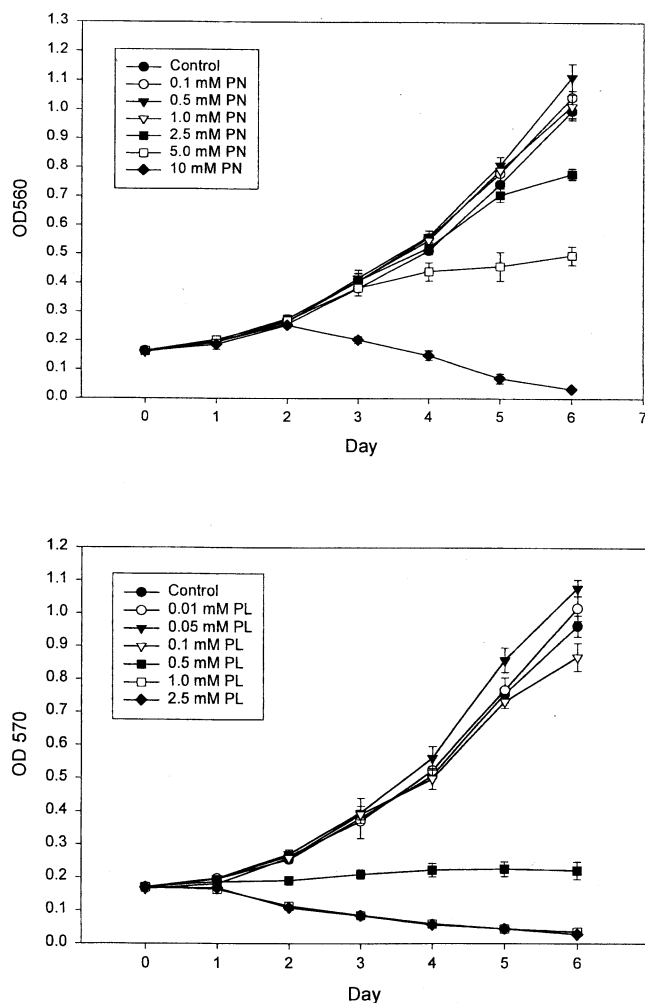 1.3
1.2
1.1
1.0
0.9
0.8
0.7
0.6
0.5
0.4
0.3
0.2
0.1
0.0
OD560
Control
0.1 mM PN
0.5 mM PN
1.0 mM PN
2.5 mM PN
5.0 mM PN
10 mM PN
0 1 2 3 4 5 6 7
Day
1.2
1.1
1.0
0.9
0.8
0.7
0.6
0.5
0.4
0.3
0.2
0.1
0.0
OD 570
Control
0.01 mM PL
0.05 mM PL
0.1 mM PL
0.5 mM PL
1.0 mM PL
2.5 mM PL
0 1 2 3 4 5 6
Day